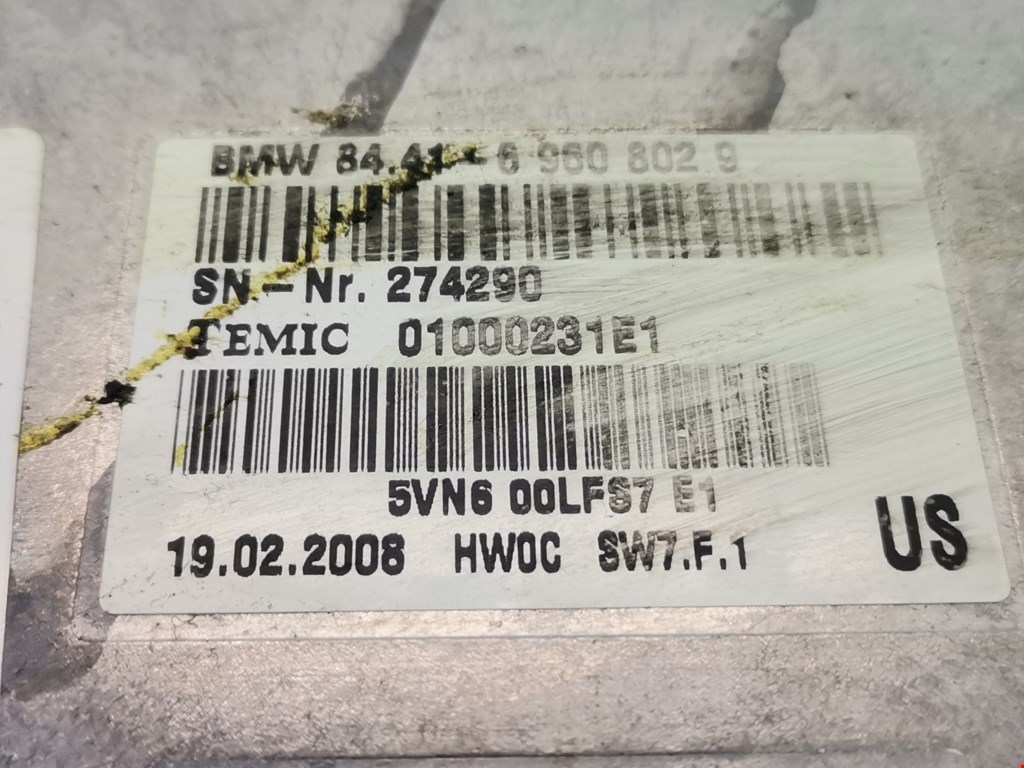 BMW 84.41-6 960 802 9
SN-Nr. 274290
TEMIC 01000231E1
5VN6 00LFS7 E1
19.02.2008 HW0C SW7.F.1
US